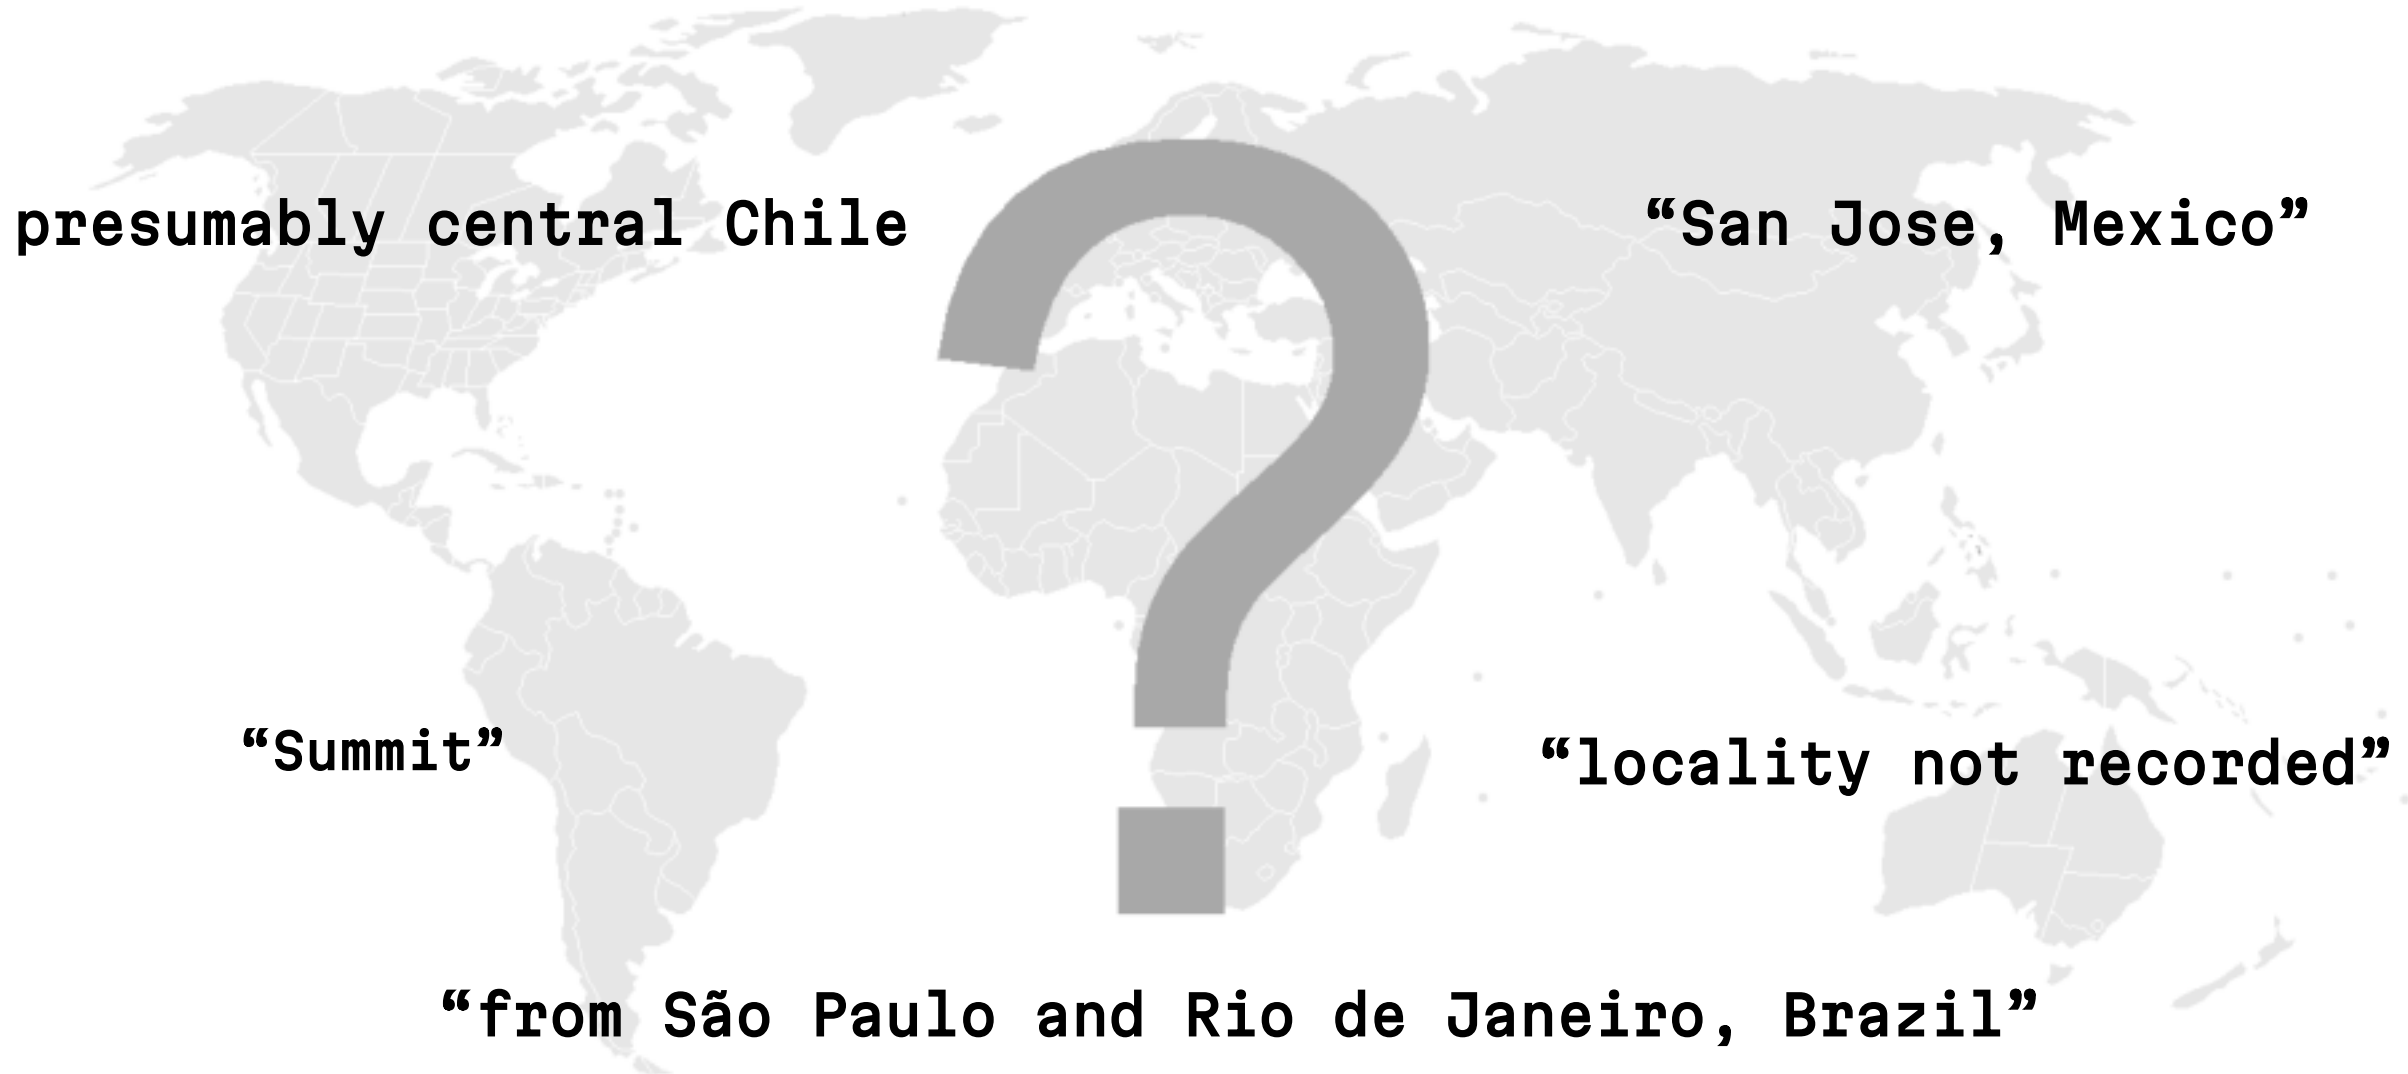 presumably central Chile
“San Jose, Mexico”
?
“Summit”
“locality not recorded”
“from São Paulo and Rio de Janeiro, Brazil”